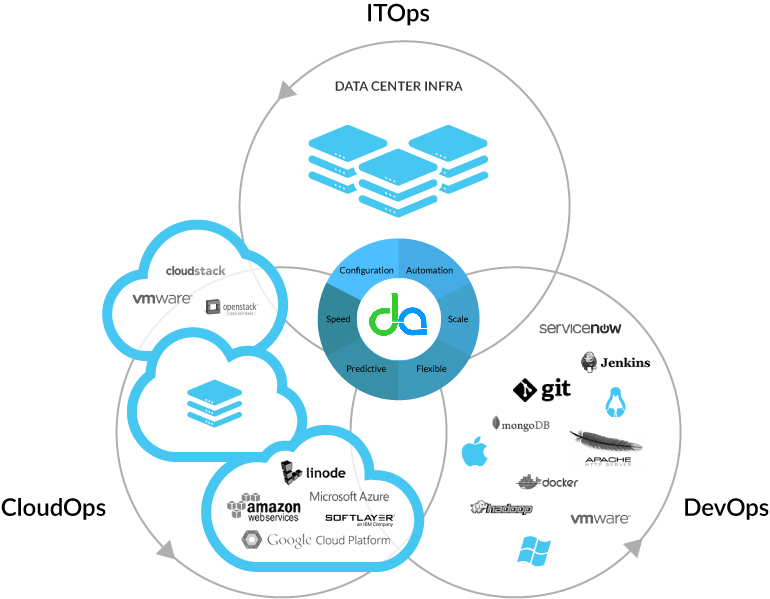 ITOps
DATA CENTER INFRA
Configuration
Automation
Speed
da
Scale
Predictive
Flexible
cloudstack
vmware
openstack
CLOUD SOFTWARE
linode
Microsoft Azure
amazon
webservices
SOFTLAYER
an IBM Company
Google Cloud Platform
CloudOps
servicenow
Jenkins
git
mongoDB
APACHE
HTTP SERVER
docker
hadoop
vmware
DevOps